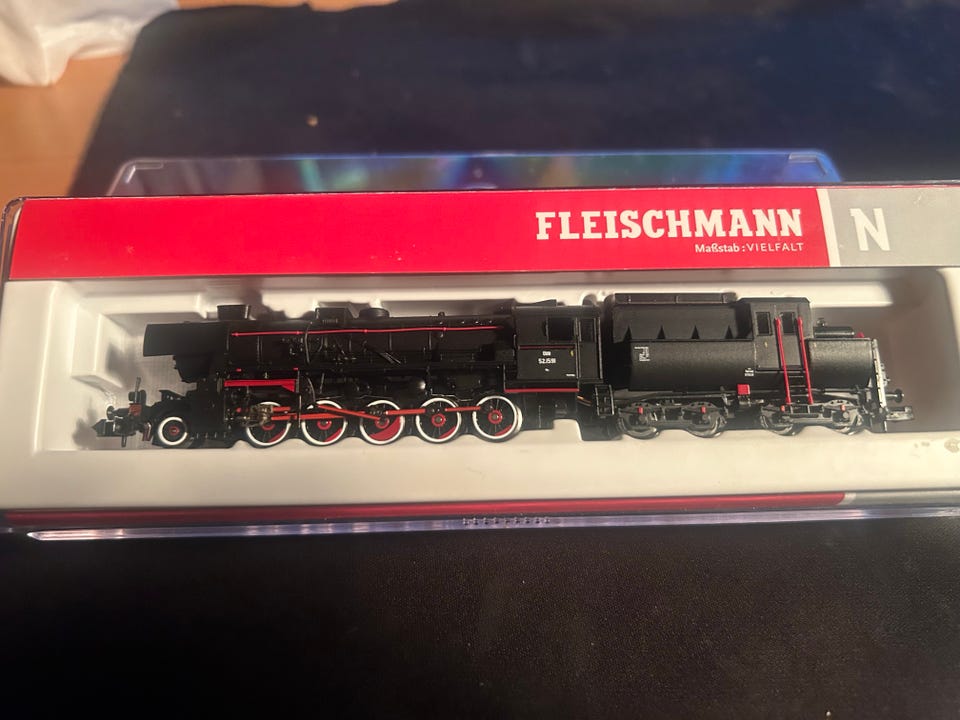 FLEISCHMANN
Maßstab:VIELFALT
N
ÖBB
52.1591